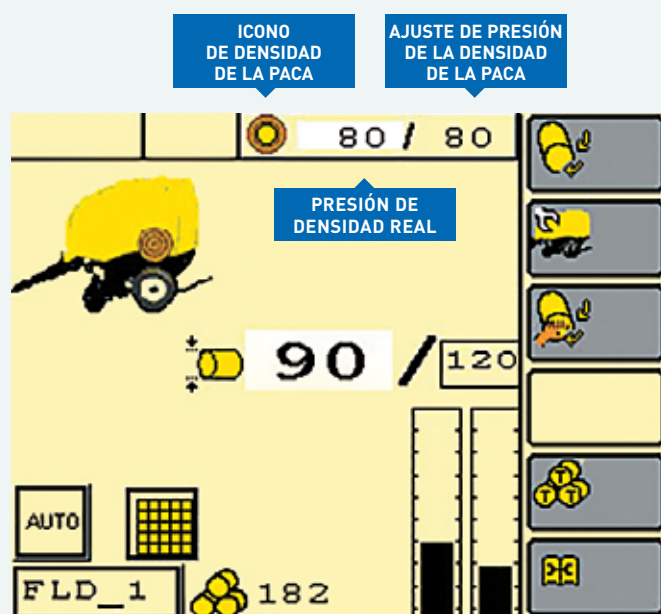 ICONO
DE DENSIDAD
DE LA PACA
AJUSTE DE PRESIÓN
DE LA DENSIDAD
DE LA PACA
80 / 80
PRESIÓN DE
DENSIDAD REAL
90 / 120
AUTO
FLD_1
182
T
T T